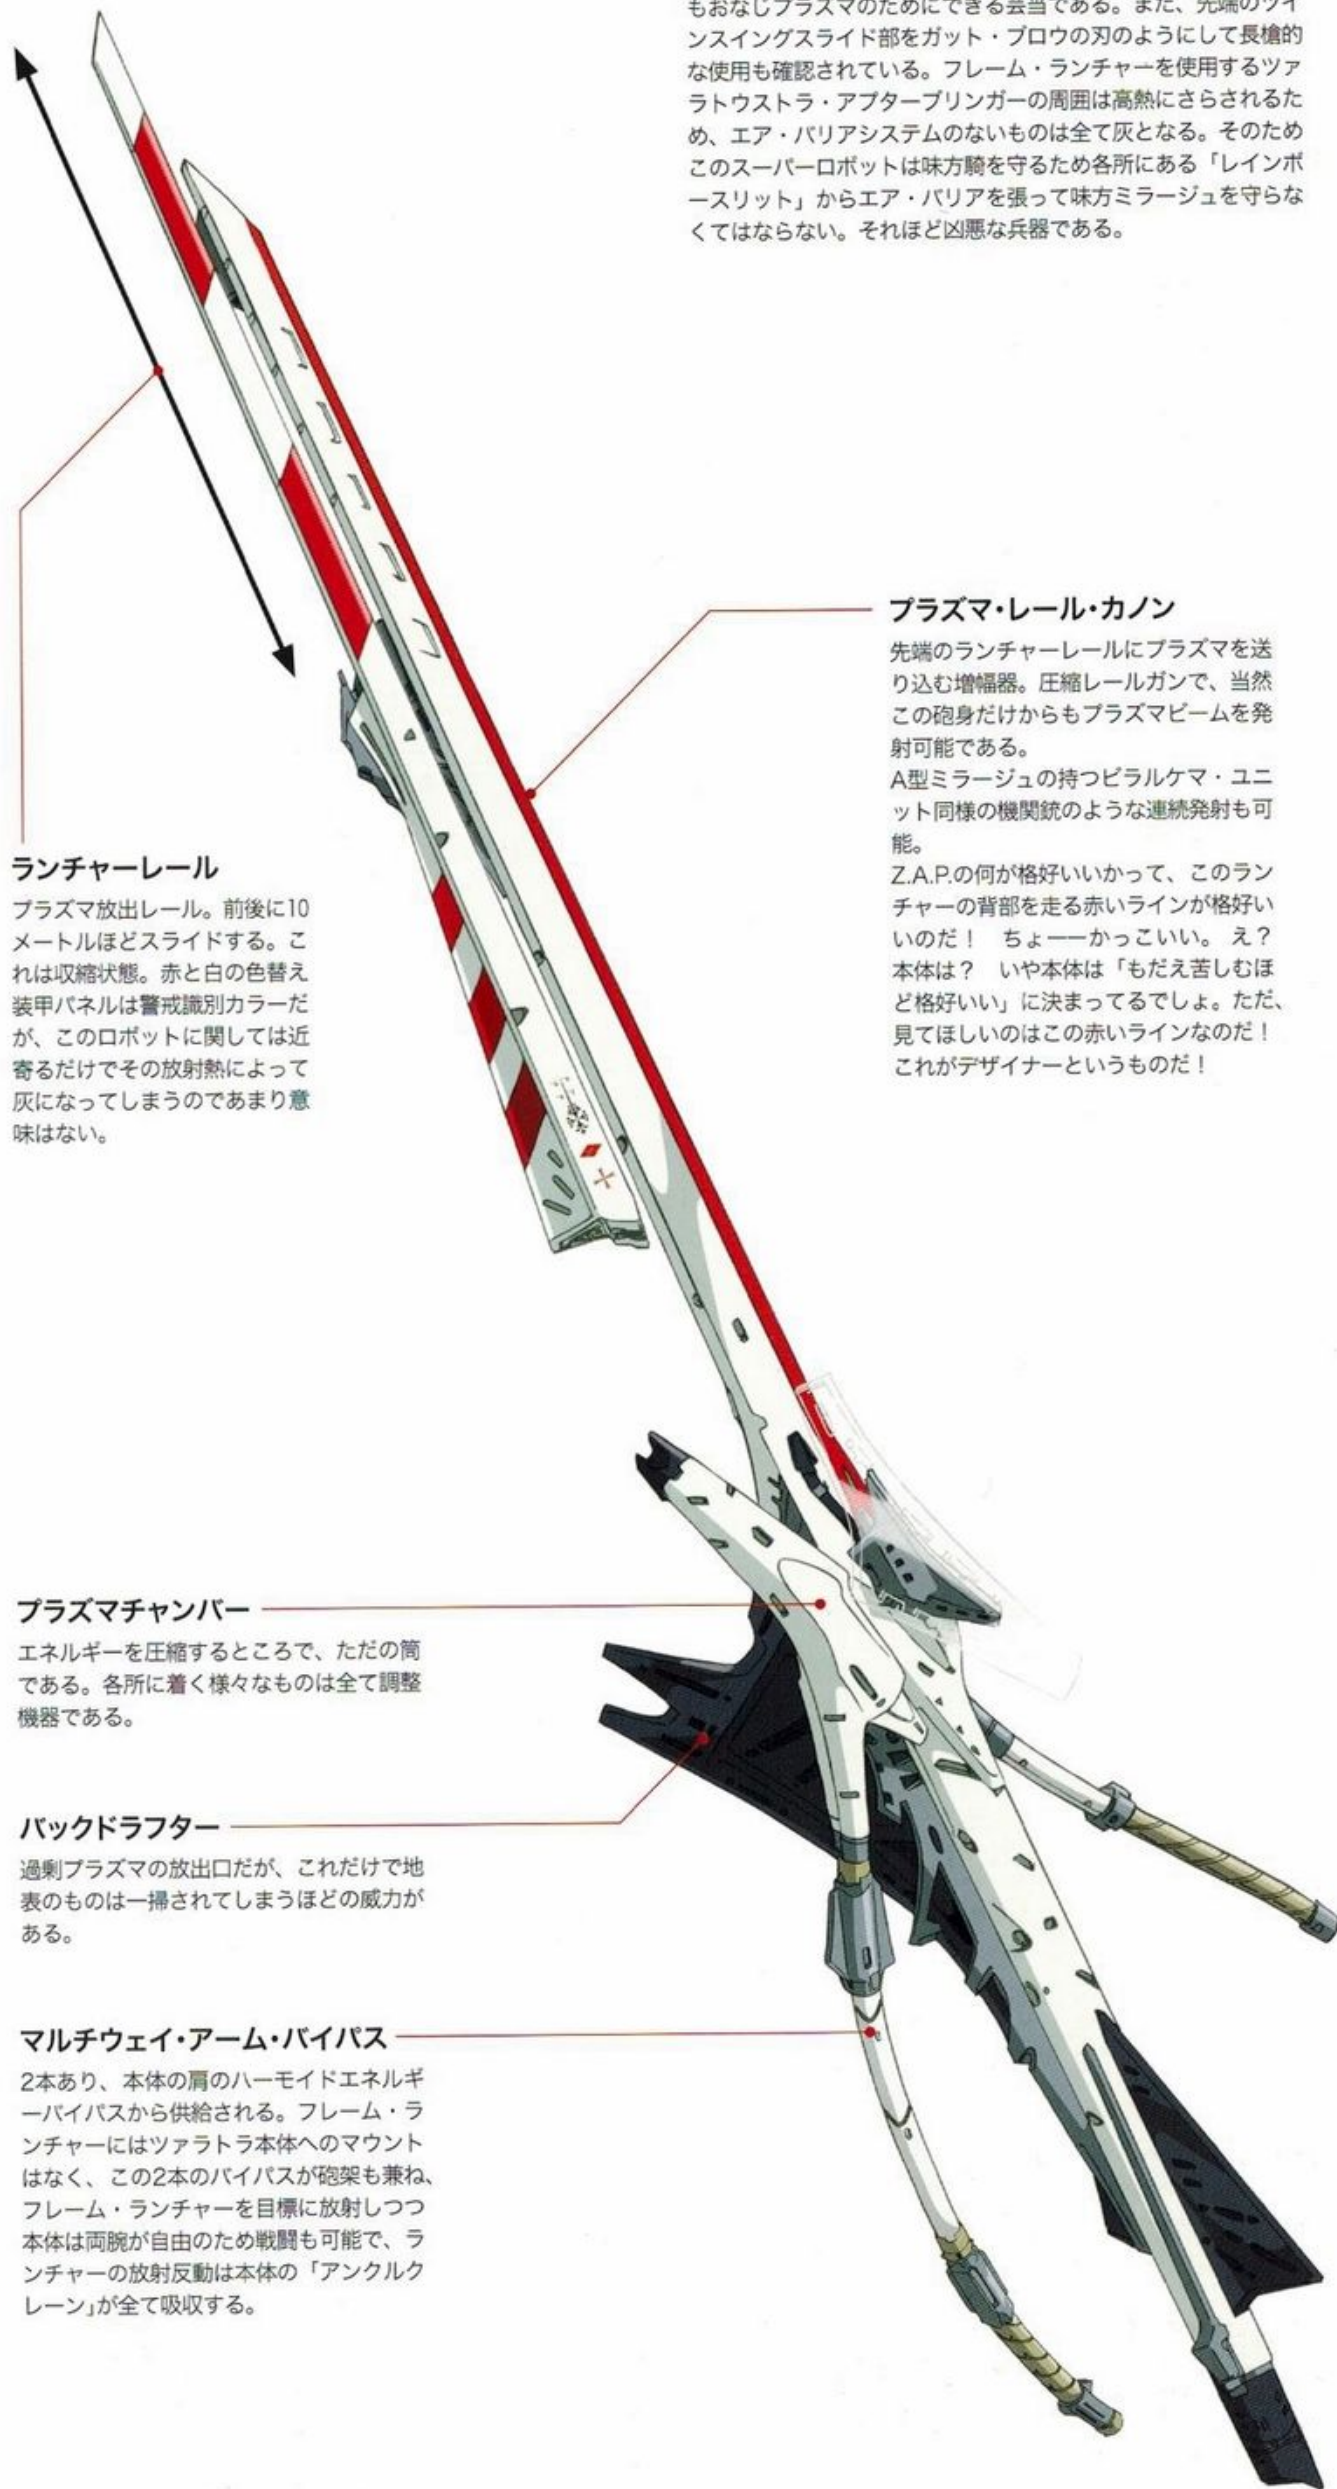 もおなじプラズマのためにできる芸当である。また、先端のツイ
ンスイングスライド部をガット・ブロウの刃のようにして長槍的
な使用も確認されている。フレーム・ランチャーを使用するツァ
ラトウストラ・アプターブリンガーの周囲は高熱にさらされるた
め、エア・バリアシステムのないものは全て灰となる。そのため
このスーパーロボットは味方騎を守るため各所にある「レインボ
ースリット」からエア・バリアを張って味方ミラージュを守らな
くてはならない。それほど凶悪な兵器である。
プラズマ・レール・カノン
先端のランチャーレールにプラズマを送
り込む増幅器。圧縮レールガンで、当然
この砲身だけからもプラズマビームを発
射可能である。
A型ミラージュの持つビラルケマ・ユニ
ット同様の機関銃のような連続発射も可
能。
Z.A.P.の何が格好いいかって、このラン
チャーの背部を走る赤いラインが格好い
いのだ！　ちょーーかっこいい。 え？
本体は？　いや本体は「もだえ苦しむほ
ど格好いい」に決まってるでしょ。ただ、
見てほしいのはこの赤いラインなのだ！
これがデザイナーというものだ！
ランチャーレール
プラズマ放出レール。前後に10
メートルほどスライドする。こ
れは収縮状態。赤と白の色替え
装甲パネルは警戒識別カラーだ
が、このロボットに関しては近
寄るだけでその放射熱によって
灰になってしまうのであまり意
味はない。
プラズマチャンバー
エネルギーを圧縮するところで、ただの筒
である。各所に着く様々なものは全て調整
機器である。
バックドラフター
過剰プラズマの放出口だが、これだけで地
表のものは一掃されてしまうほどの威力が
ある。
マルチウェイ・アーム・バイパス
2本あり、本体の肩のハーモイドエネルギ
ーバイパスから供給される。フレーム・ラ
ンチャーにはツァラトラ本体へのマウント
はなく、この2本のバイパスが砲架も兼ね、
フレーム・ランチャーを目標に放射しつつ
本体は両腕が自由のため戦闘も可能で、ラ
ンチャーの放射反動は本体の「アンクルク
レーン」が全て吸収する。